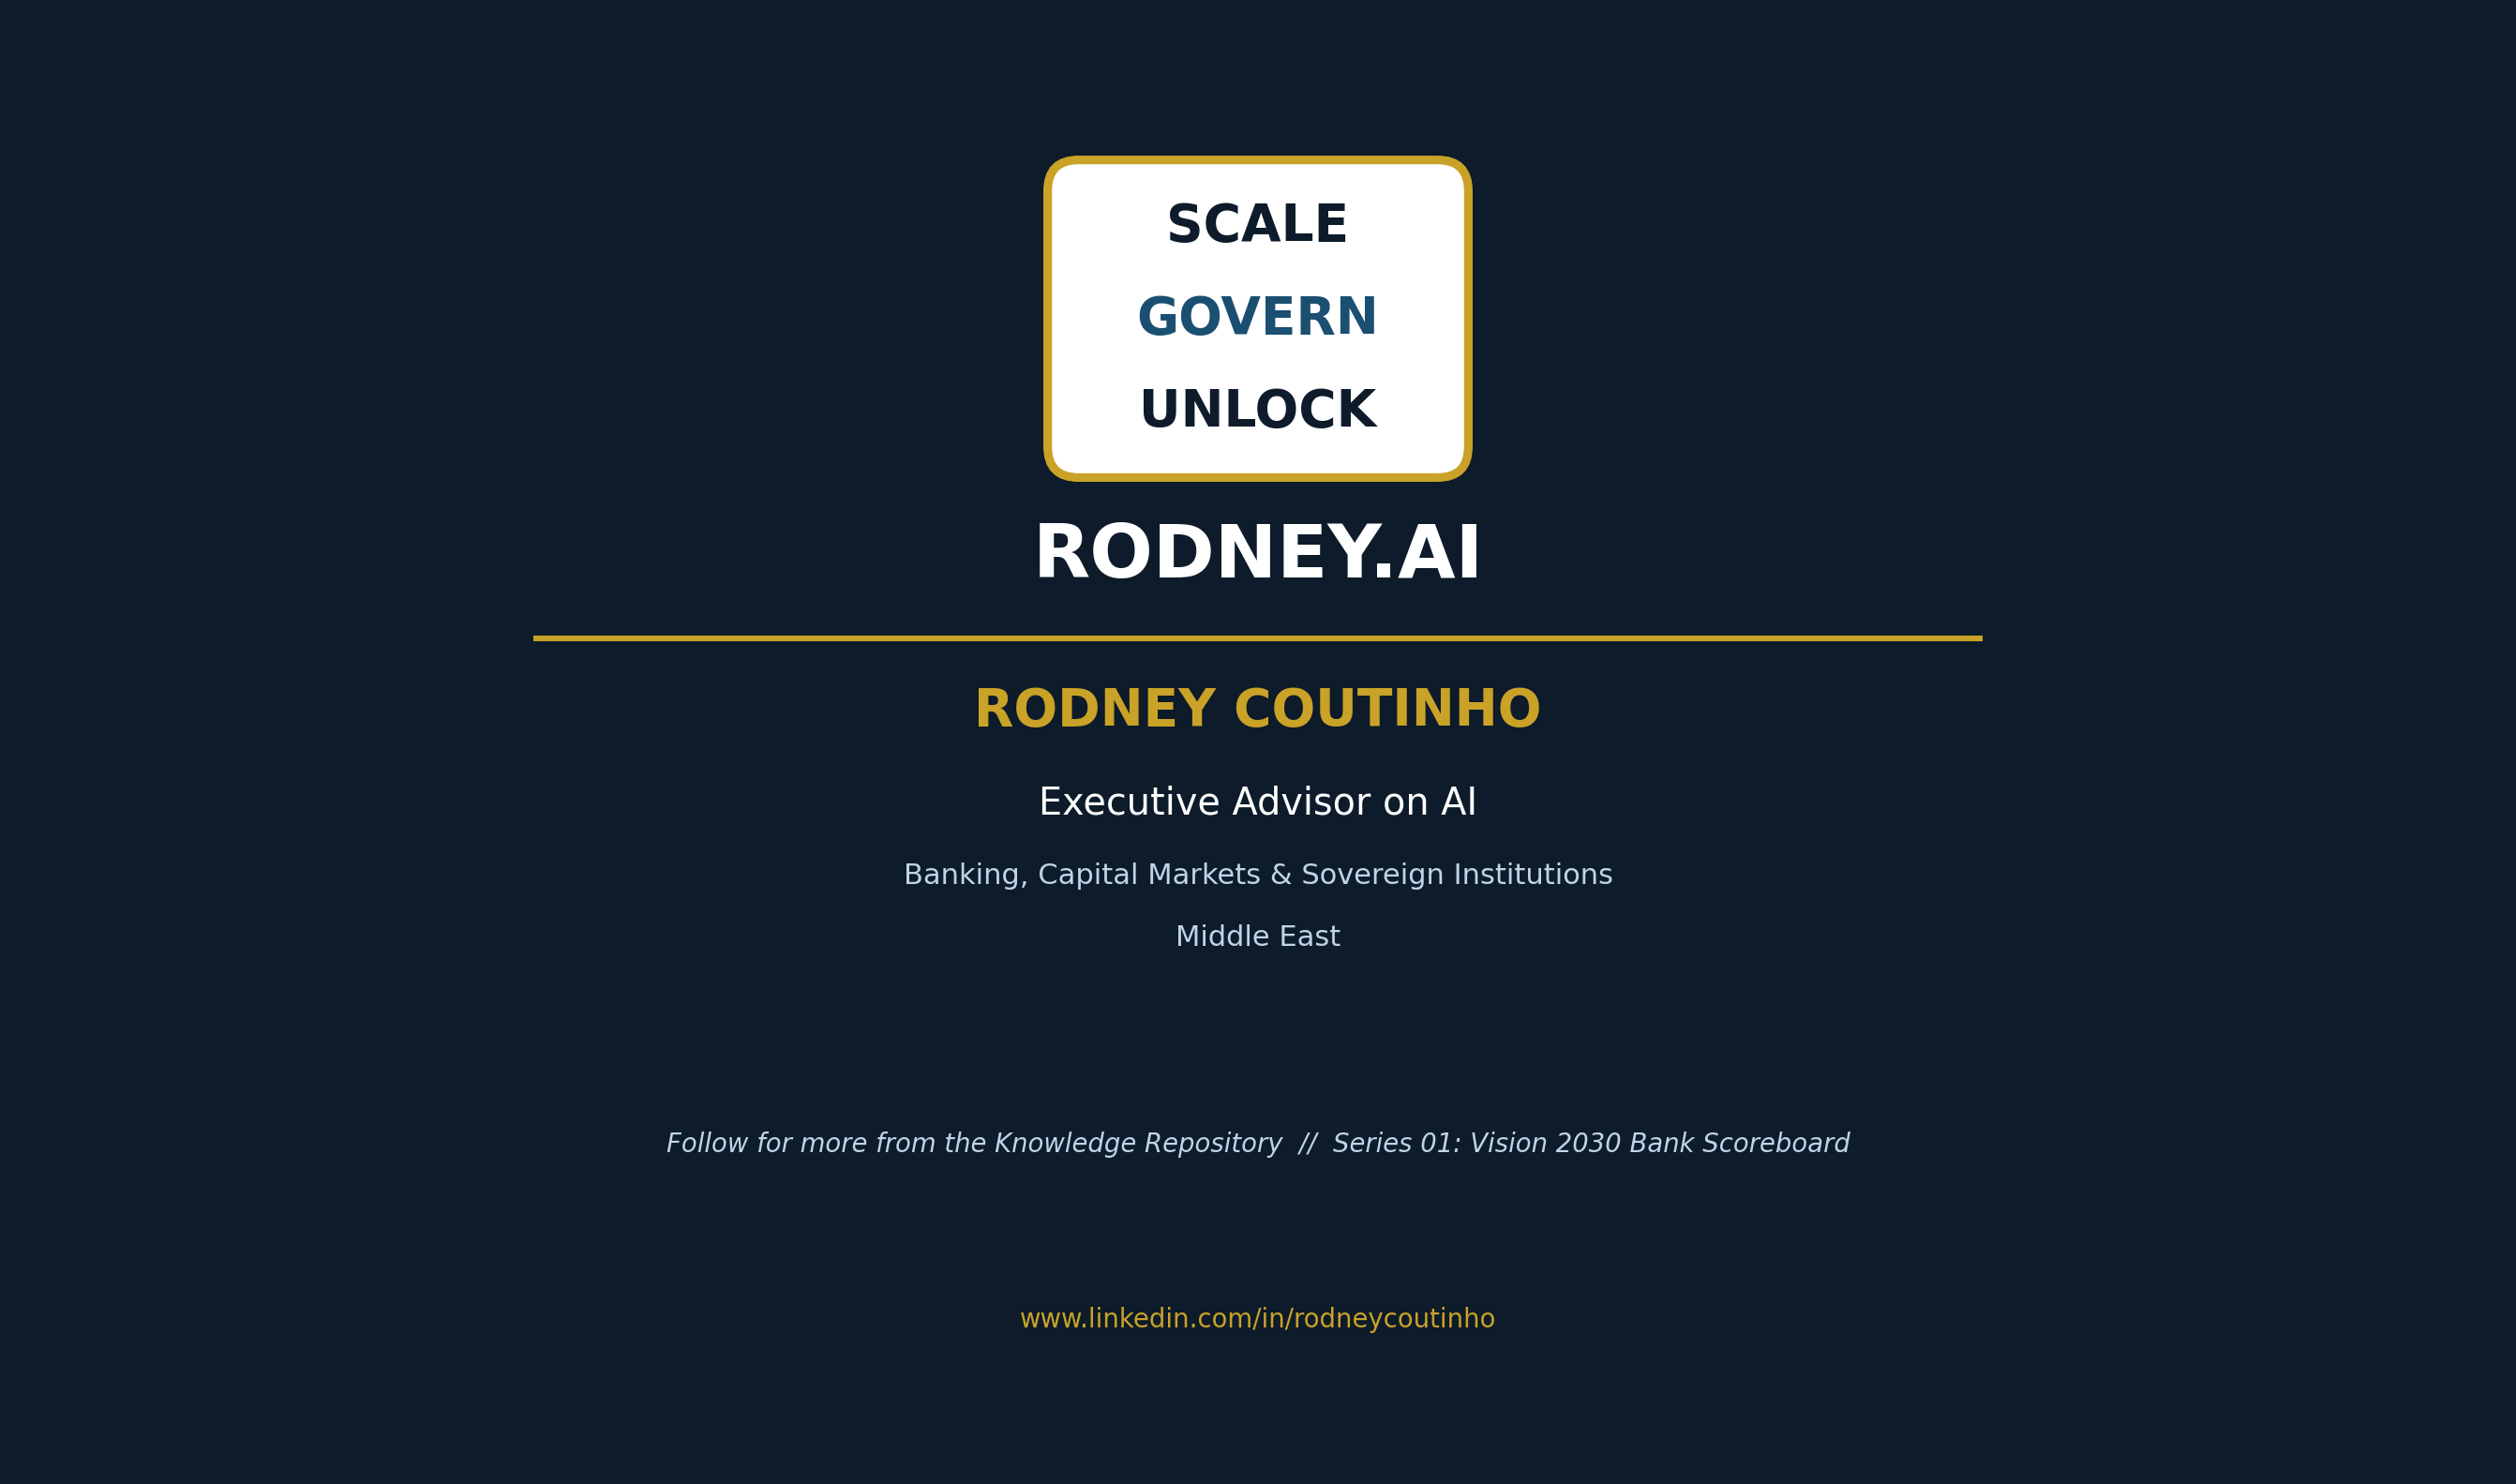 SCALE
GOVERN
UNLOCK
RODNEY.AI
RODNEY COUTINHO
Executive Advisor on AI
Banking, Capital Markets & Sovereign Institutions
Middle East
Follow for more from the Knowledge Repository // Series 01: Vision 2030 Bank Scoreboard
www.linkedin.com/in/rodneycoutinho